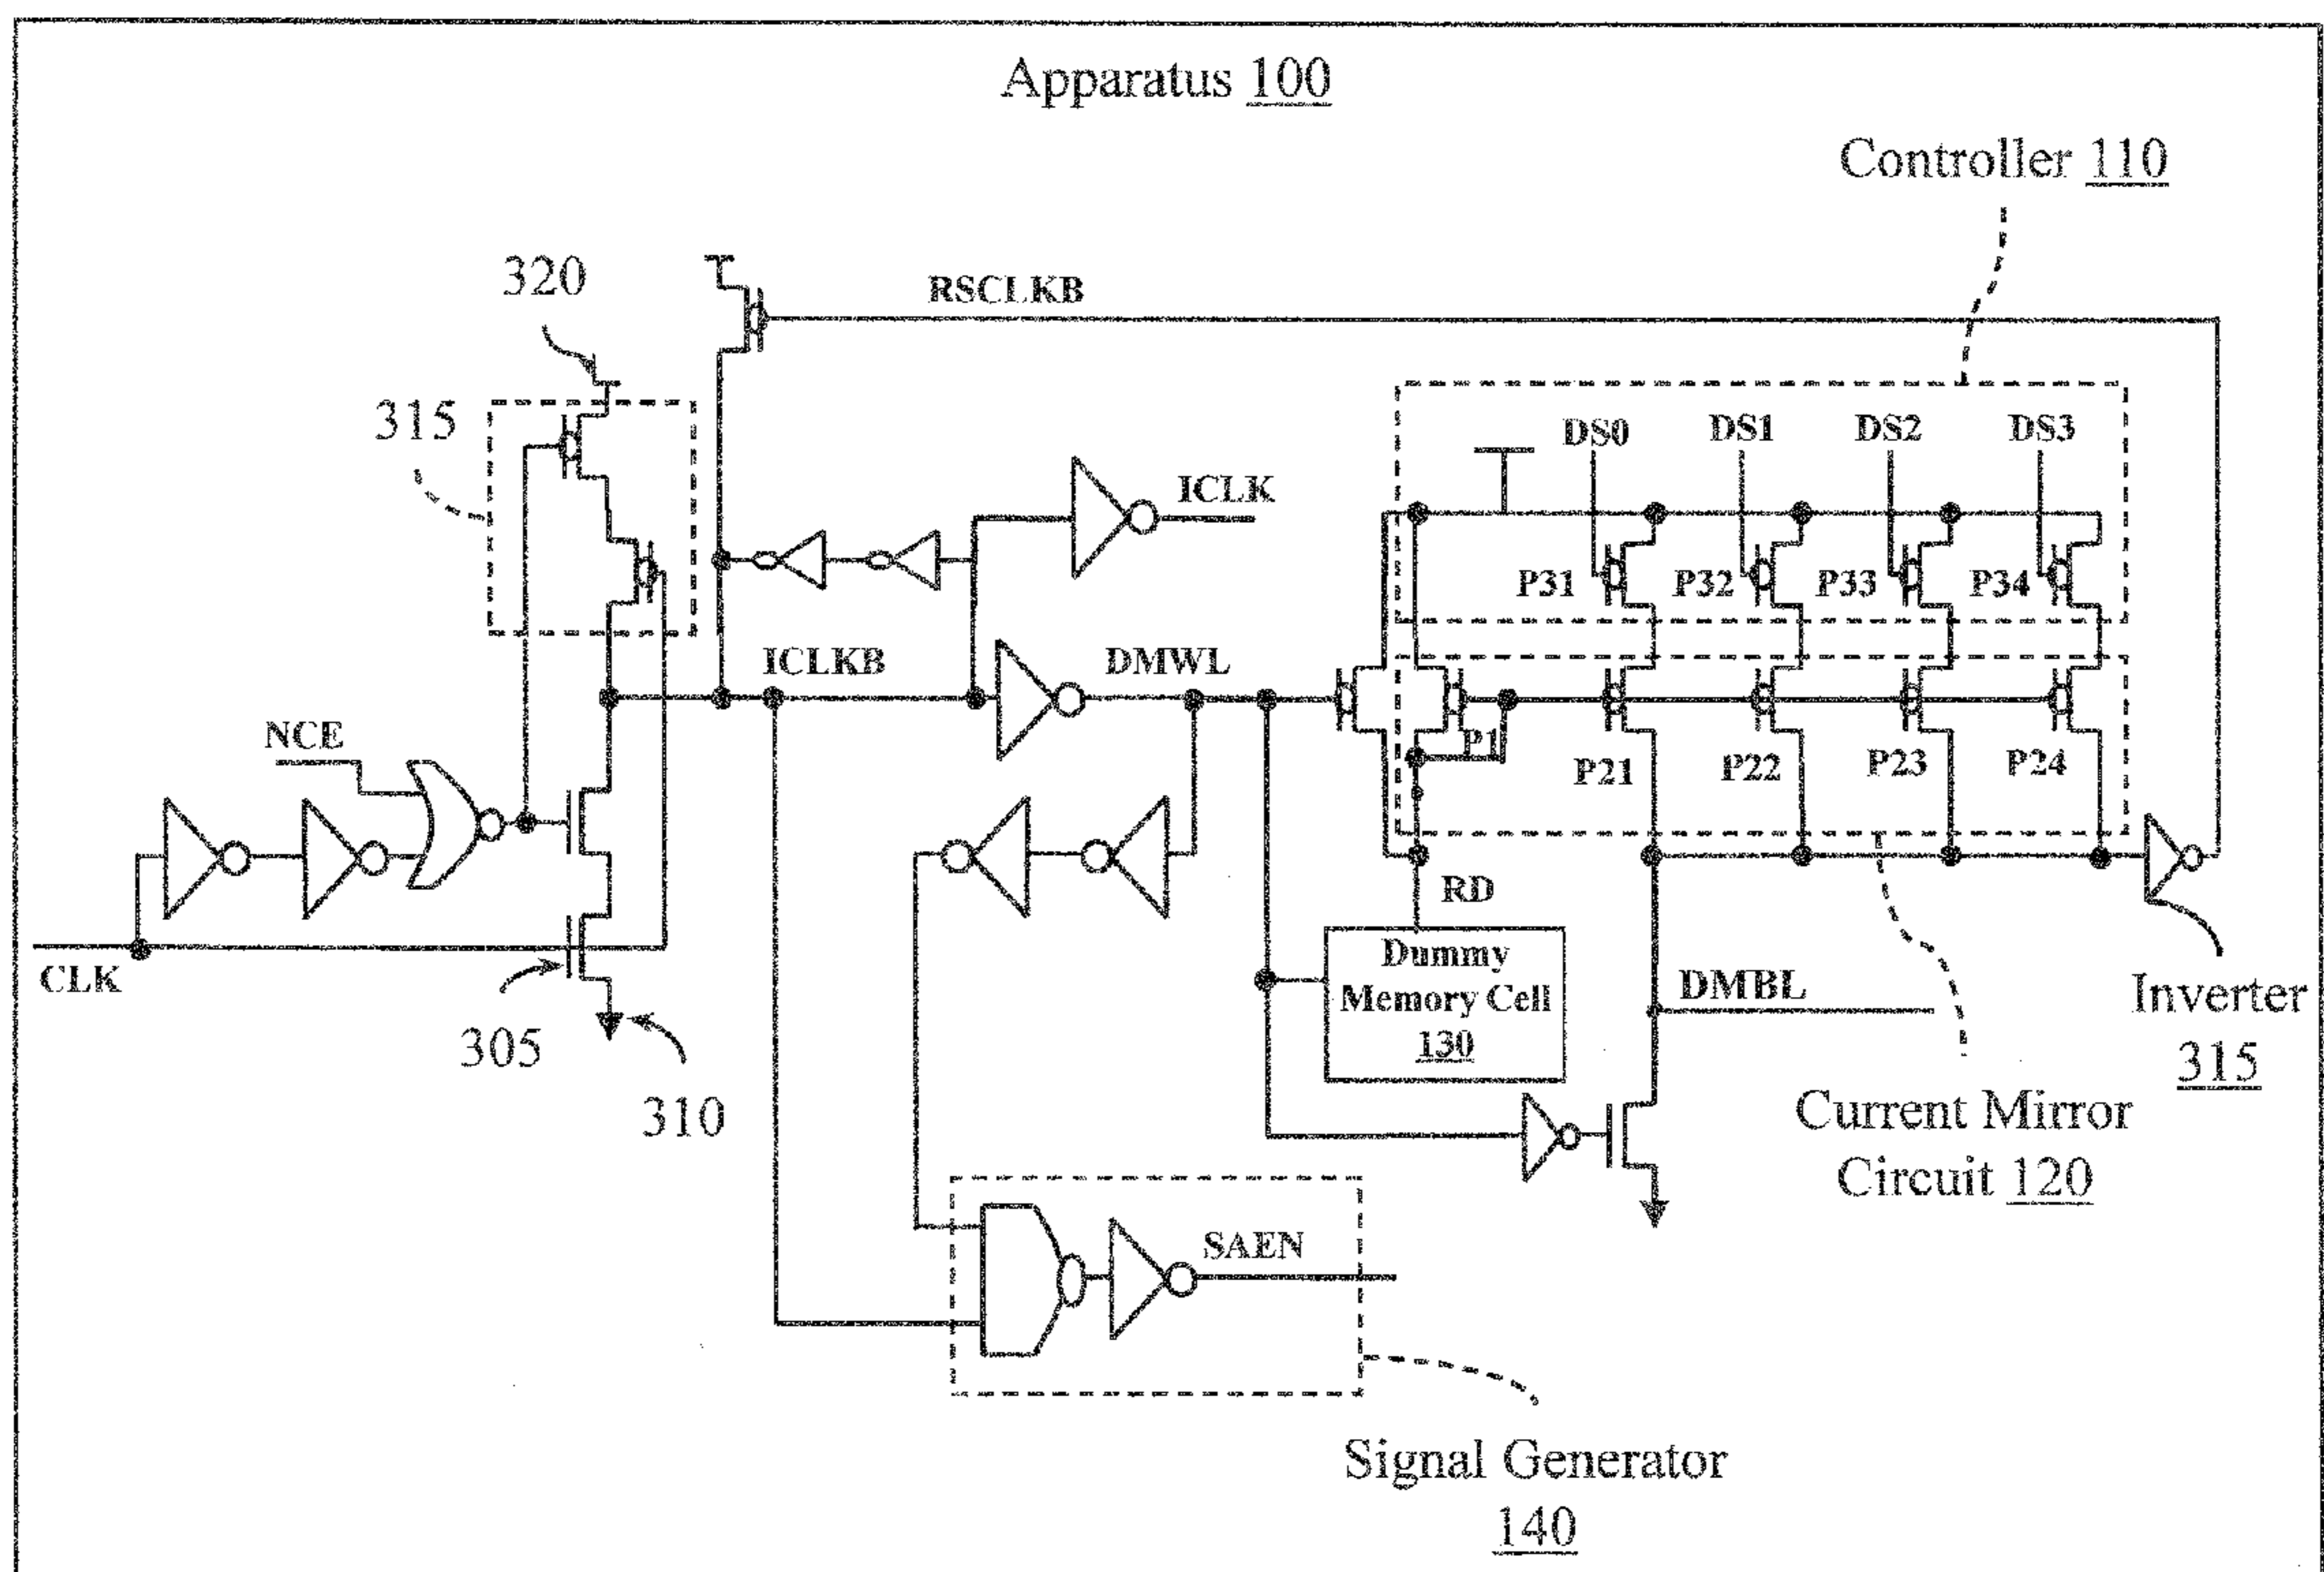 Apparatus 100
Controller 110
320
RSCLKB
315
DS0
DS1
DS2
DS3
ICLK
P31
P32
P33
P34
ICLKB
DMWL
NCE
P1
P21
P22
P23
P24
RD
CLK
305
310
Dummy
Memory Cell
130
DMBL
Inverter
315
Current Mirror
Circuit 120
SAEN
Signal Generator
140